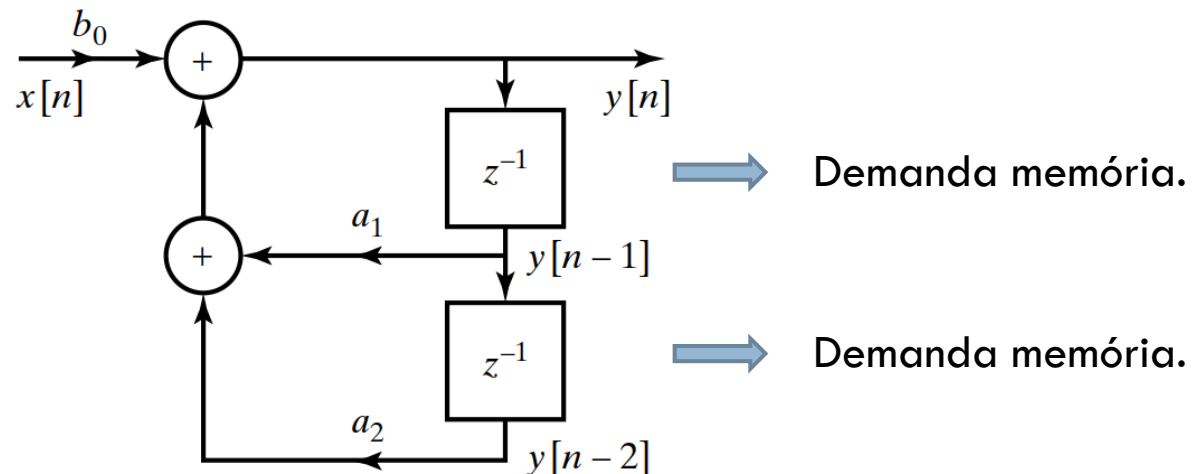 b₀
+
x[n]
y[n]
z⁻¹
Demanda memória.
a₁
+
y[n − 1]
z⁻¹
Demanda memória.
a₂
y[n − 2]